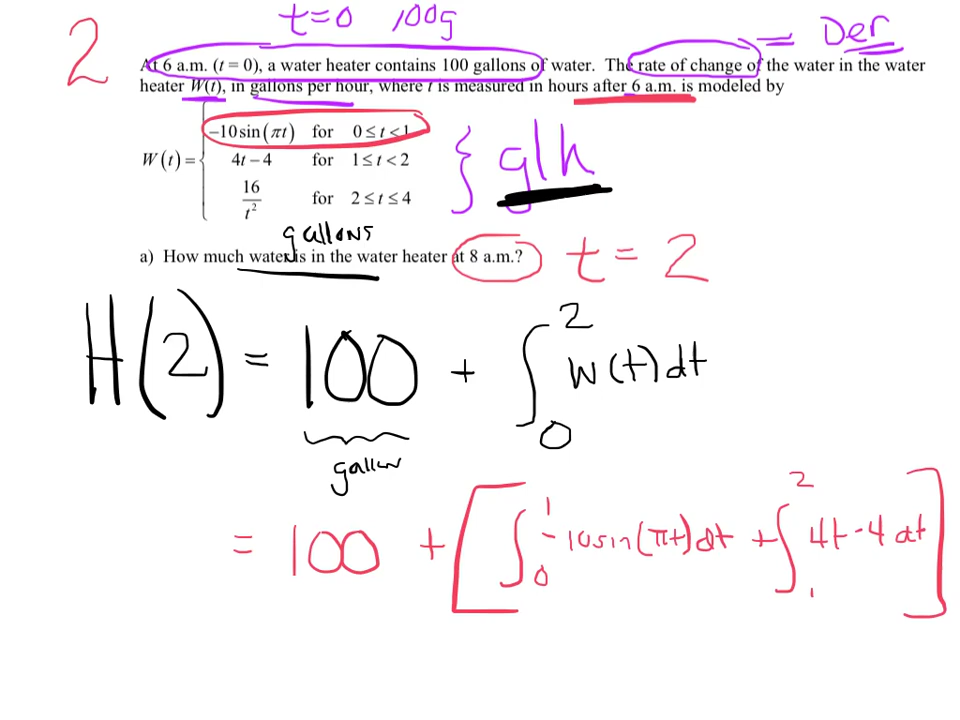 t=0 100g
2
= Der
At 6 a.m. (t = 0), a water heater contains 100 gallons of water. The rate of change of the water in the water
heater W(t), in gallons per hour, where t is measured in hours after 6 a.m. is modeled by
W(t) = { -10 sin(πt) for 0 ≤ t < 1
4t – 4 for 1 ≤ t < 2
16/t² for 2 ≤ t ≤ 4
} g/h
gallons
a) How much water is in the water heater at 8 a.m.? t = 2
H(2) = 100 + ∫₀² W(t) dt
gallon
= 100 + [ ∫₀¹ -10sin(πt) dt + ∫₁² 4t-4 dt ]